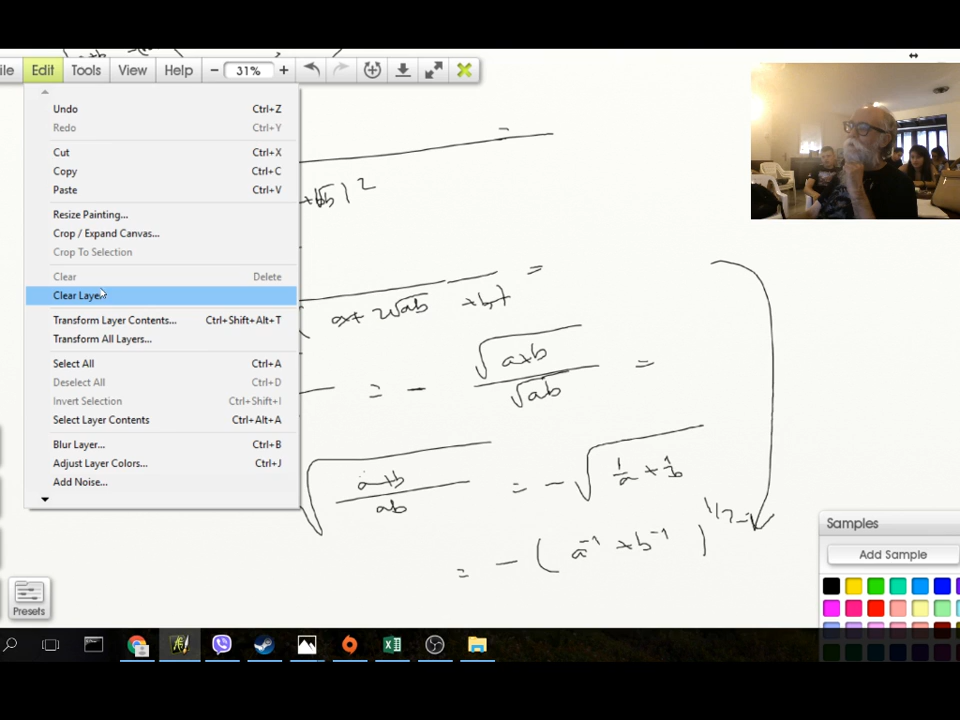 ile Edit Tools View Help − 31% +
Undo Ctrl+Z
Redo Ctrl+Y
Cut Ctrl+X
Copy Ctrl+C
Paste Ctrl+V
Resize Painting...
Crop / Expand Canvas...
Crop To Selection
Clear Delete
Clear Layer
Transform Layer Contents... Ctrl+Shift+Alt+T
Transform All Layers...
Select All Ctrl+A
Deselect All Ctrl+D
Invert Selection Ctrl+Shift+I
Select Layer Contents Ctrl+Alt+A
Blur Layer... Ctrl+B
Adjust Layer Colors... Ctrl+J
Add Noise...
+√b)²
=
( a+ 2√ab +b)
= − √a+b / √ab =
√ a+b / ab = − √ 1/a + 1/b
= − ( a⁻¹ + b⁻¹ ) 1/2
Samples
Add Sample
Presets